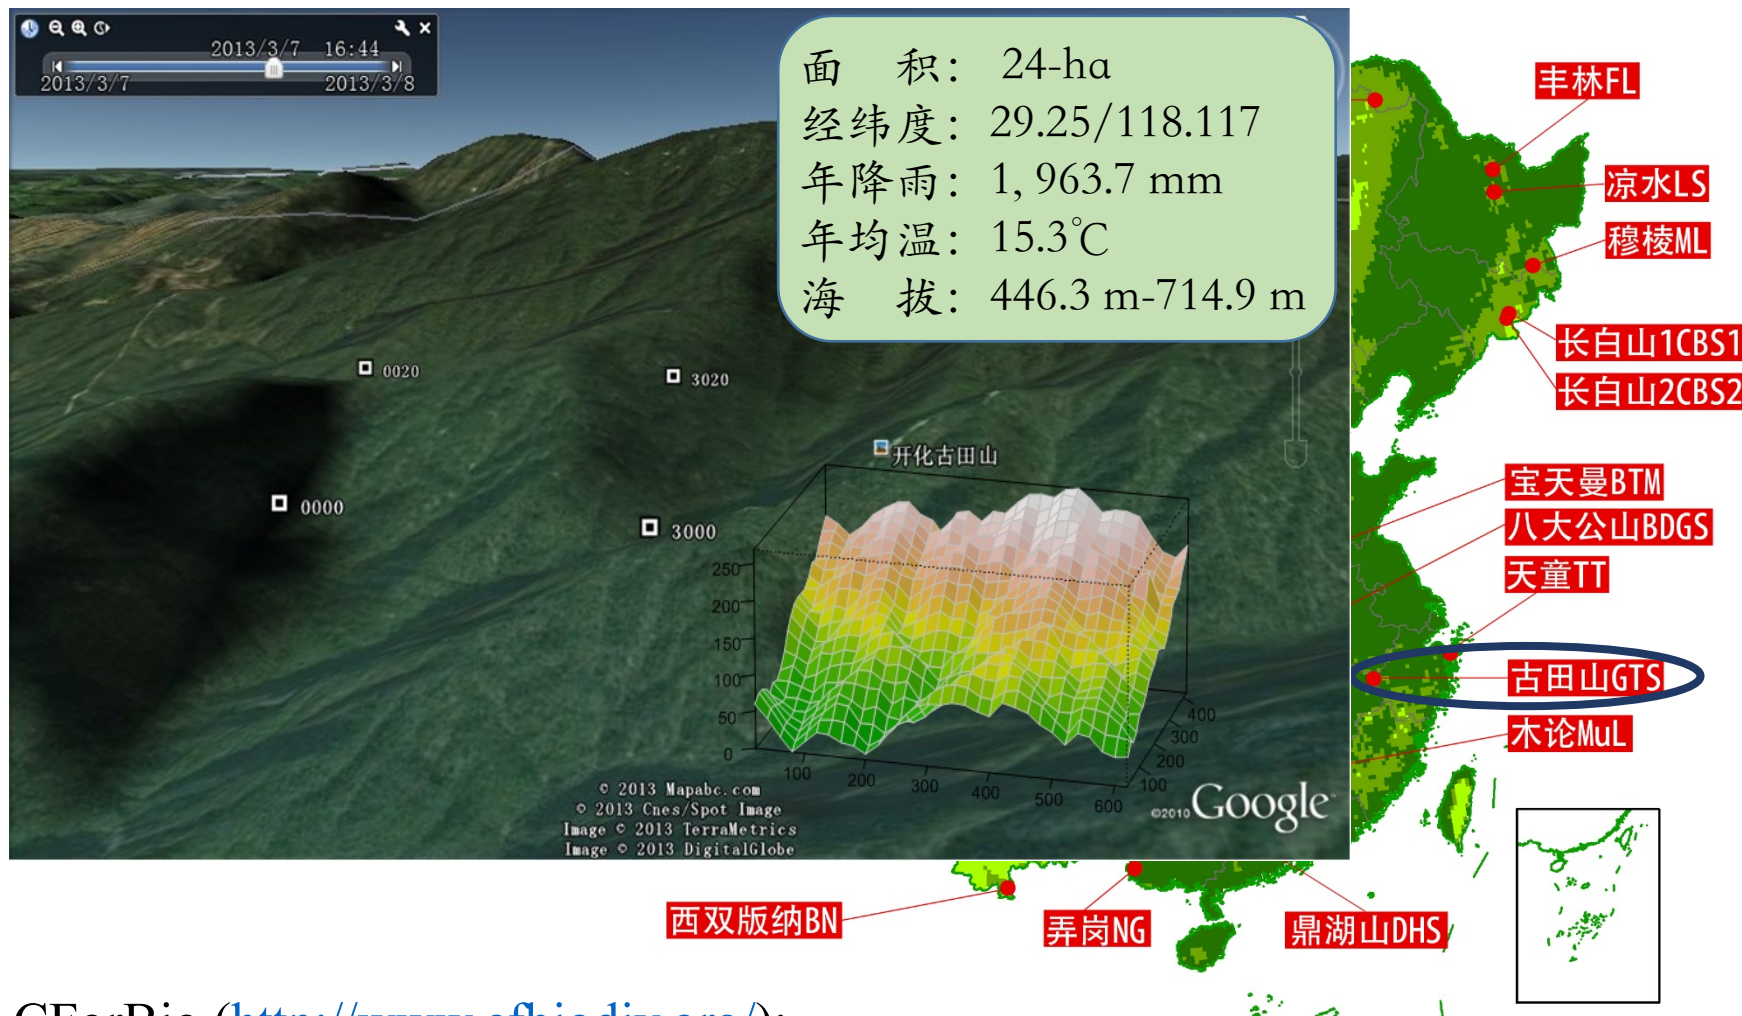 2013/3/7 16:44
2013/3/7 2013/3/8
面 积： 24-ha
经纬度： 29.25/118.117
年降雨： 1, 963.7 mm
年均温： 15.3℃
海 拔： 446.3 m-714.9 m
丰林FL
凉水LS
穆棱ML
长白山1CBS1
长白山2CBS2
0020
3020
开化古田山
0000
3000
宝天曼BTM
八大公山BDGS
天童TT
古田山GTS
木论MuL
250
200
150
100
50
0
100
200
300
400
500
600
100
200
300
400
© 2013 Mapabc.com
© 2013 Cnes/Spot Image
Image © 2013 TerraMetrics
Image © 2013 DigitalGlobe
©2010 Google
西双版纳BN
弄岗NG
鼎湖山DHS
CForBio (http://www.cfbiodiv.org/):